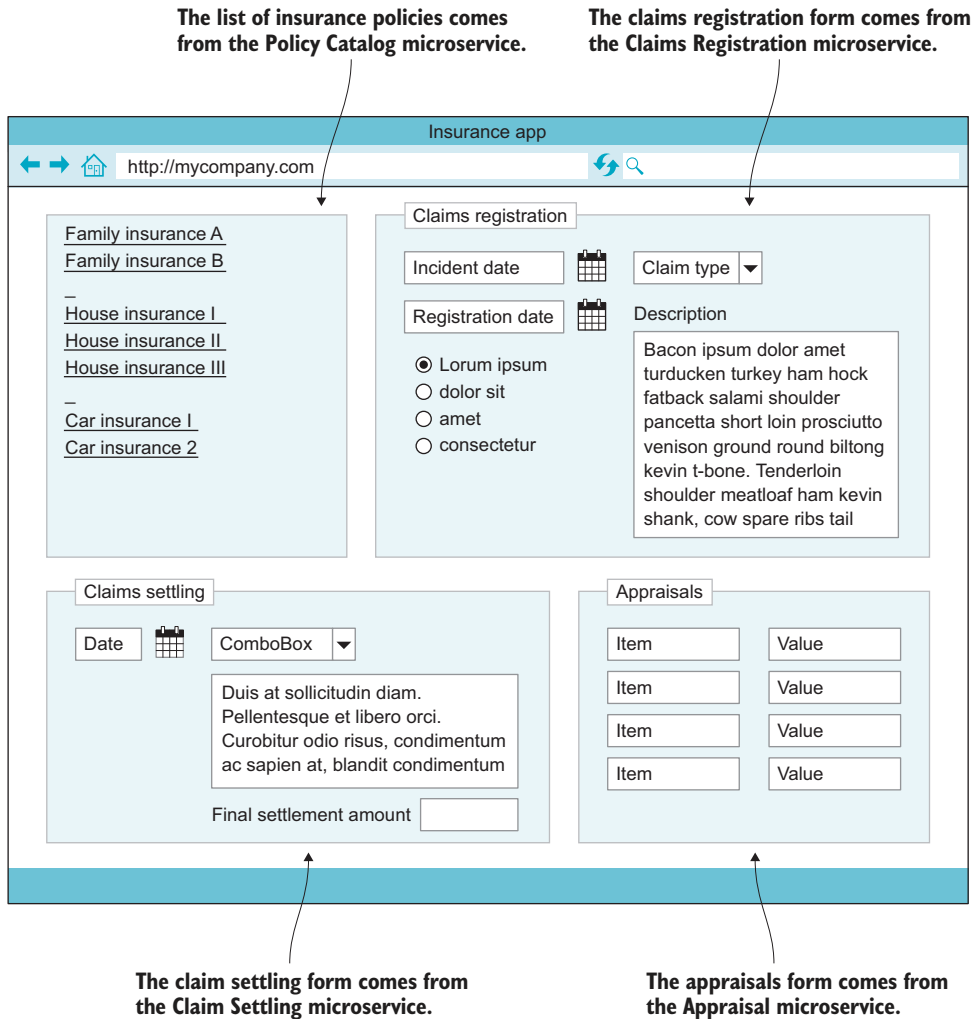 The list of insurance policies comes
from the Policy Catalog microservice.
The claims registration form comes from
the Claims Registration microservice.
Insurance app
http://mycompany.com
Family insurance A
Family insurance B
_
House insurance I
House insurance II
House insurance III
_
Car insurance I
Car insurance 2
Claims registration
Incident date
Claim type
Registration date
Description
Lorum ipsum
dolor sit
amet
consectetur
Bacon ipsum dolor amet
turducken turkey ham hock
fatback salami shoulder
pancetta short loin prosciutto
venison ground round biltong
kevin t-bone. Tenderloin
shoulder meatloaf ham kevin
shank, cow spare ribs tail
Claims settling
Date
ComboBox
Duis at sollicitudin diam.
Pellentesque et libero orci.
Curobitur odio risus, condimentum
ac sapien at, blandit condimentum
Final settlement amount
Appraisals
Item Value
Item Value
Item Value
Item Value
The claim settling form comes from
the Claim Settling microservice.
The appraisals form comes from
the Appraisal microservice.